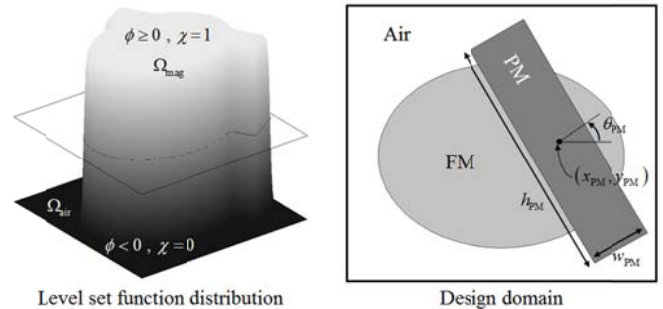 ϕ≥0 , χ=1
Ω_mag
Ω_air
ϕ<0 , χ=0
Level set function distribution
Air
PM
θ_PM
FM
(x_PM, y_PM)
h_PM
w_PM
Design domain